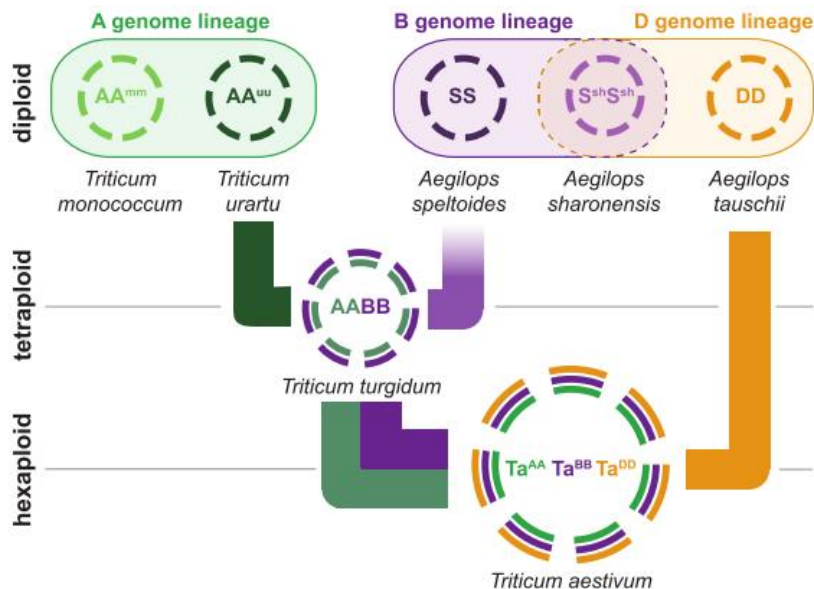 A genome lineage
B genome lineage
D genome lineage
diploid
AAᵐᵐ
AAᵘᵘ
SS
SˢʰSˢʰ
DD
Triticum
monococcum
Triticum
urartu
Aegilops
speltoides
Aegilops
sharonensis
Aegilops
tauschii
tetraploid
AABB
Triticum turgidum
hexaploid
Taᴬᴬ Taᴮᴮ Taᴰᴰ
Triticum aestivum